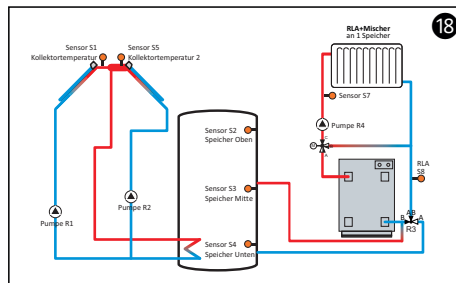 RLA+Mischer
an 1 Speicher
18
Sensor S1
Kollektortemperatur
Sensor S5
Kollektortemperatur 2
Sensor S7
Sensor S2
Speicher Oben
Pumpe R4
C
M
A
RLA
S8
Sensor S3
Speicher Mitte
Pumpe R1
Pumpe R2
AB
B
A
R3
Sensor S4
Speicher Unten